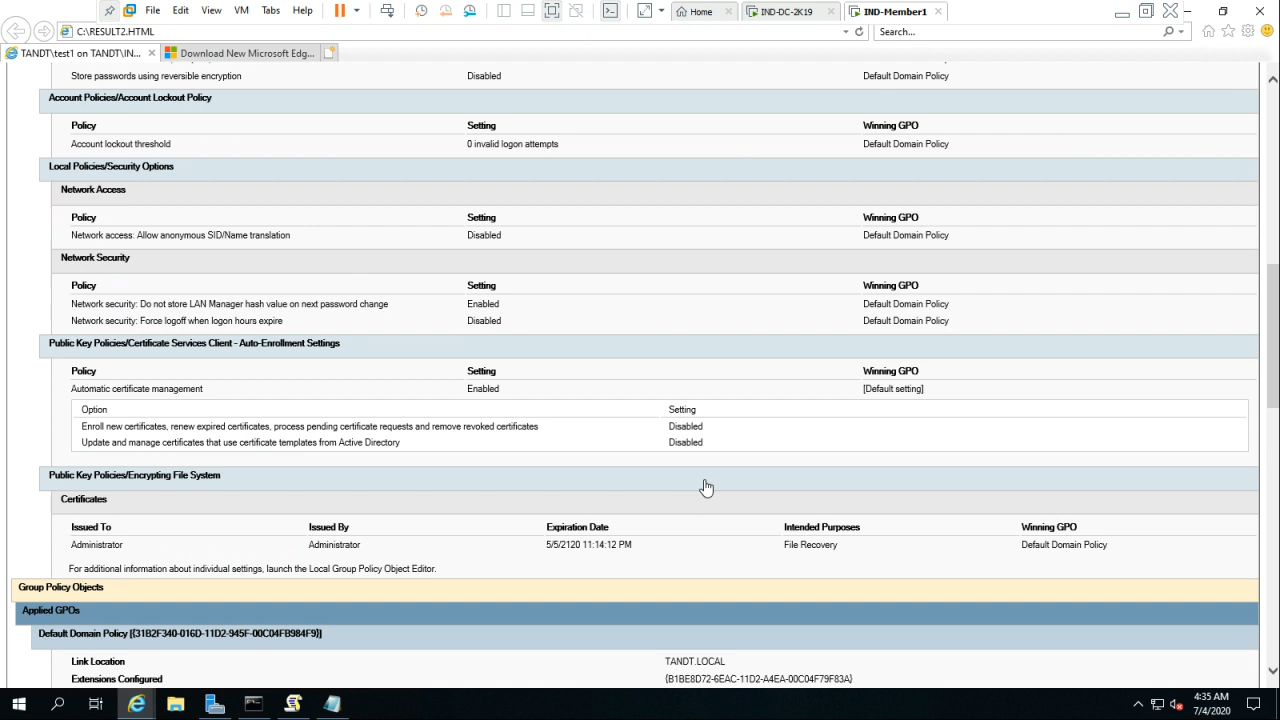 File Edit View VM Tabs Help Home IND-DC-2K19 IND-Member1
C:\RESULT2.HTML Search...
TANDT\test1 on TANDT\IN... Download New Microsoft Edg...
Store passwords using reversible encryption Disabled Default Domain Policy
Account Policies/Account Lockout Policy
Policy Setting Winning GPO
Account lockout threshold 0 invalid logon attempts Default Domain Policy
Local Policies/Security Options
Network Access
Policy Setting Winning GPO
Network access: Allow anonymous SID/Name translation Disabled Default Domain Policy
Network Security
Policy Setting Winning GPO
Network security: Do not store LAN Manager hash value on next password change Enabled Default Domain Policy
Network security: Force logoff when logon hours expire Disabled Default Domain Policy
Public Key Policies/Certificate Services Client - Auto-Enrollment Settings
Policy Setting Winning GPO
Automatic certificate management Enabled [Default setting]
Option Setting
Enroll new certificates, renew expired certificates, process pending certificate requests and remove revoked certificates Disabled
Update and manage certificates that use certificate templates from Active Directory Disabled
Public Key Policies/Encrypting File System
Certificates
Issued To Issued By Expiration Date Intended Purposes Winning GPO
Administrator Administrator 5/5/2120 11:14:12 PM File Recovery Default Domain Policy
For additional information about individual settings, launch the Local Group Policy Object Editor.
Group Policy Objects
Applied GPOs
Default Domain Policy [{31B2F340-016D-11D2-945F-00C04FB984F9}]
Link Location TANDT.LOCAL
Extensions Configured {B1BE8D72-6EAC-11D2-A4EA-00C04F79F83A}
4:35 AM
7/4/2020